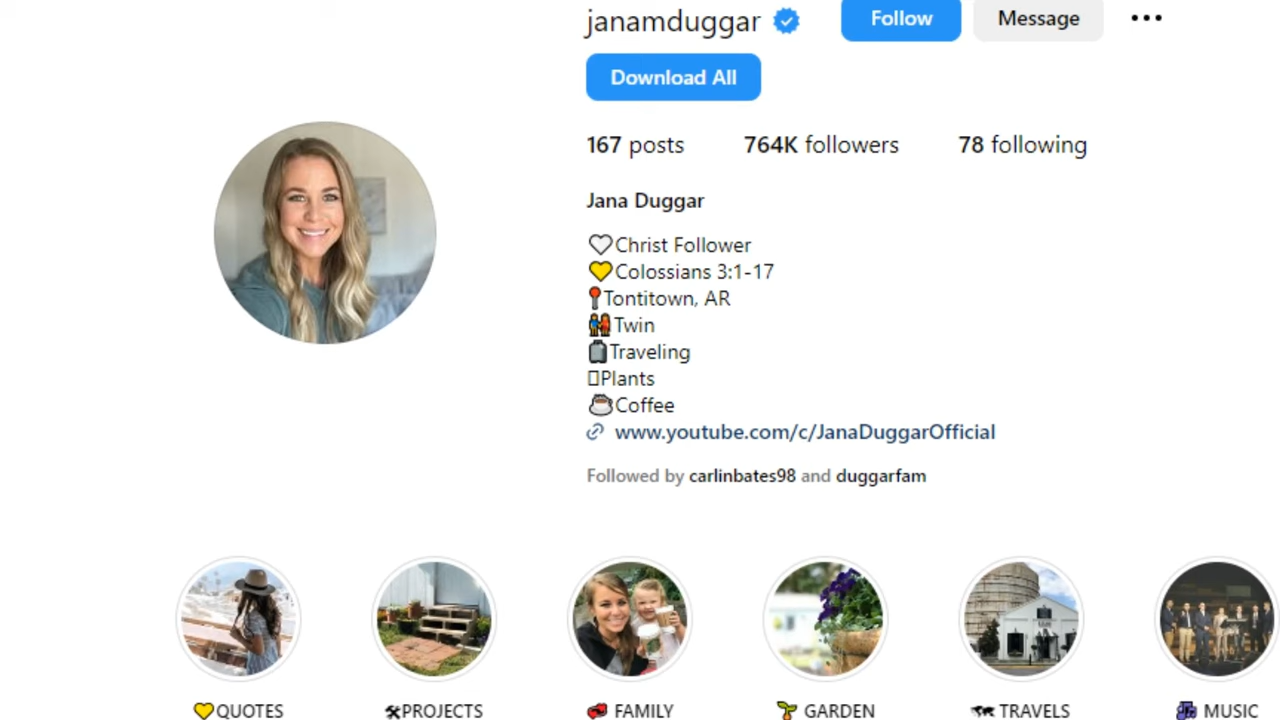 janamduggar Follow Message
Download All
167 posts 764K followers 78 following
Jana Duggar
Christ Follower
Colossians 3:1-17
Tontitown, AR
Twin
Traveling
Plants
Coffee
www.youtube.com/c/JanaDuggarOfficial
Followed by carlinbates98 and duggarfam
QUOTES PROJECTS FAMILY GARDEN TRAVELS MUSIC